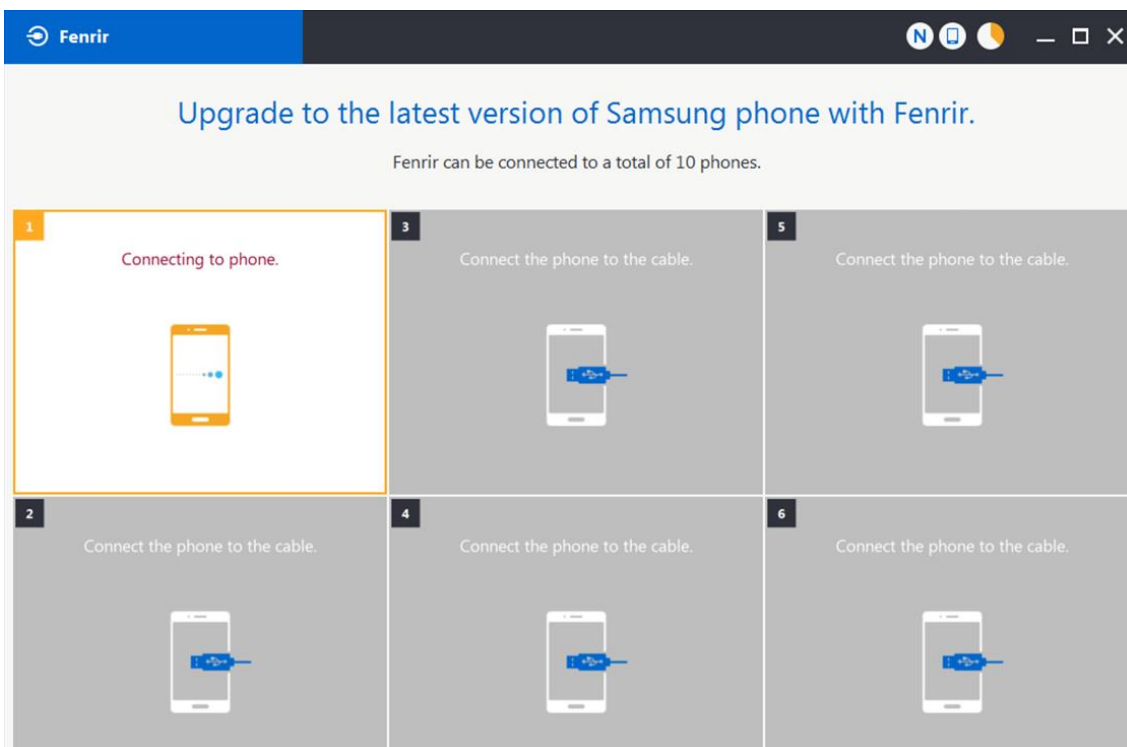 Fenrir
N
Upgrade to the latest version of Samsung phone with Fenrir.
Fenrir can be connected to a total of 10 phones.
1
Connecting to phone.
3
Connect the phone to the cable.
5
Connect the phone to the cable.
2
Connect the phone to the cable.
4
Connect the phone to the cable.
6
Connect the phone to the cable.